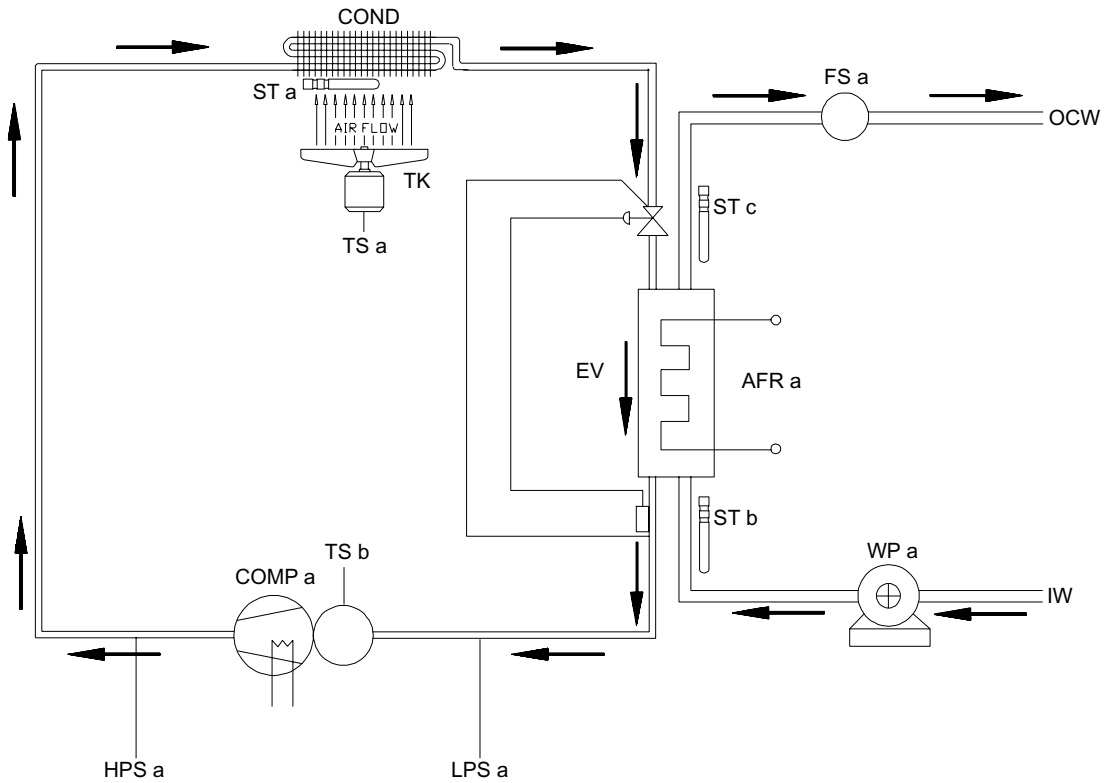 COND
ST a
AIR FLOW
TK
TS a
FS a
OCW
ST c
EV
AFR a
ST b
WP a
IW
TS b
COMP a
HPS a
LPS a